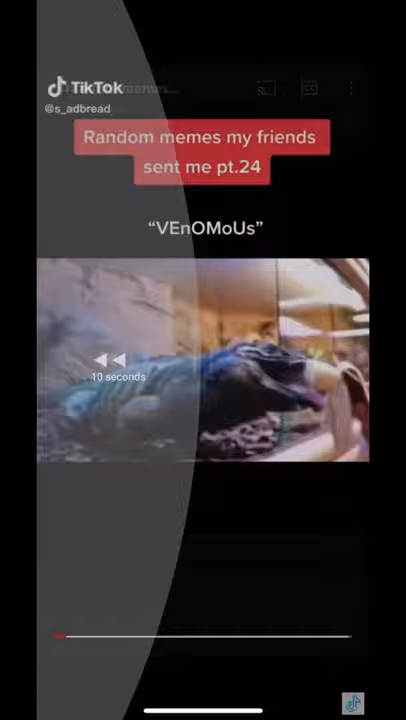 TikTok
@s_adbread
Random memes my friends
sent me pt.24
“VEnOMoUs”
10 seconds